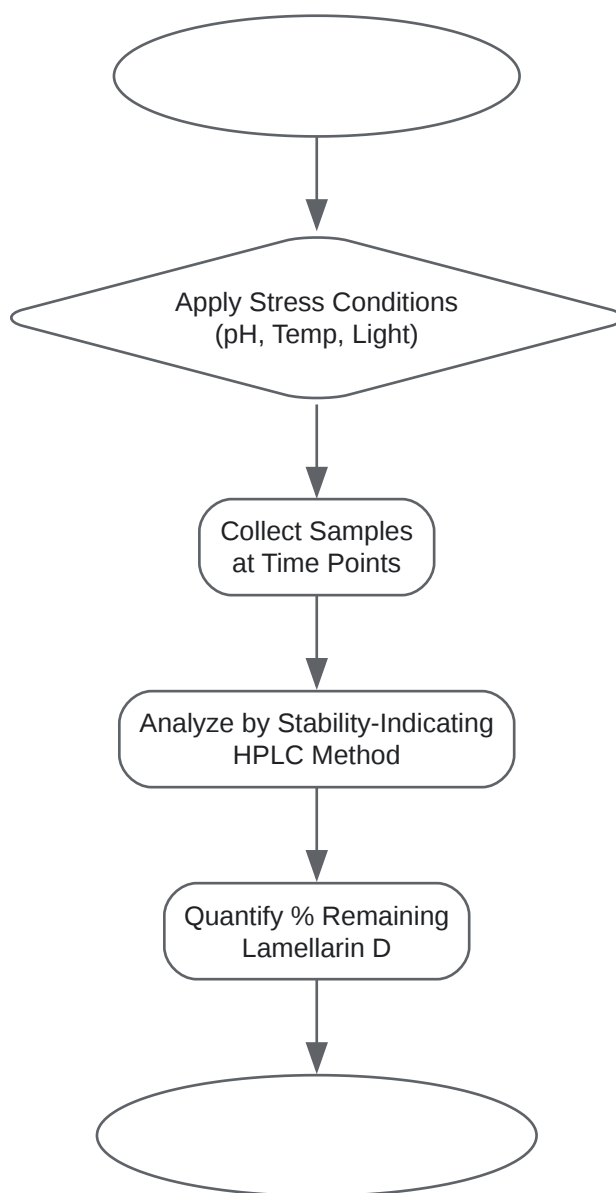 Apply Stress Conditions
(pH, Temp, Light)
Collect Samples
at Time Points
Analyze by Stability-Indicating
HPLC Method
Quantify % Remaining
Lamellarin D